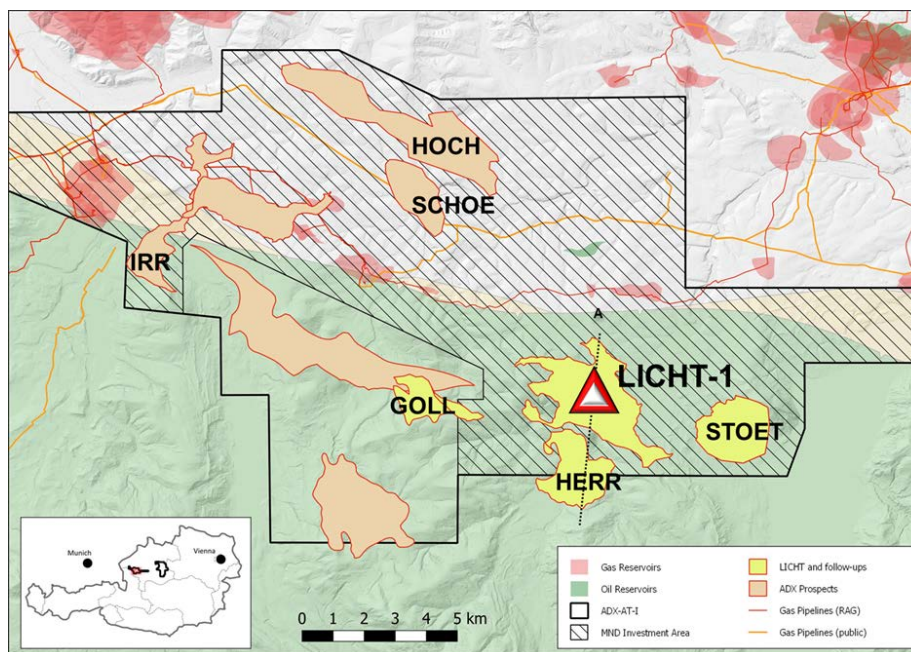 HOCH
SCHOE
IRR
A
LICHT-1
GOLL
STOET
HERR
Munich
Vienna
0 1 2 3 4 5 km
Gas Reservoirs
Oil Reservoirs
ADX-AT-I
MND Investment Area
LICHT and follow-ups
ADX Prospects
Gas Pipelines (RAG)
Gas Pipelines (public)